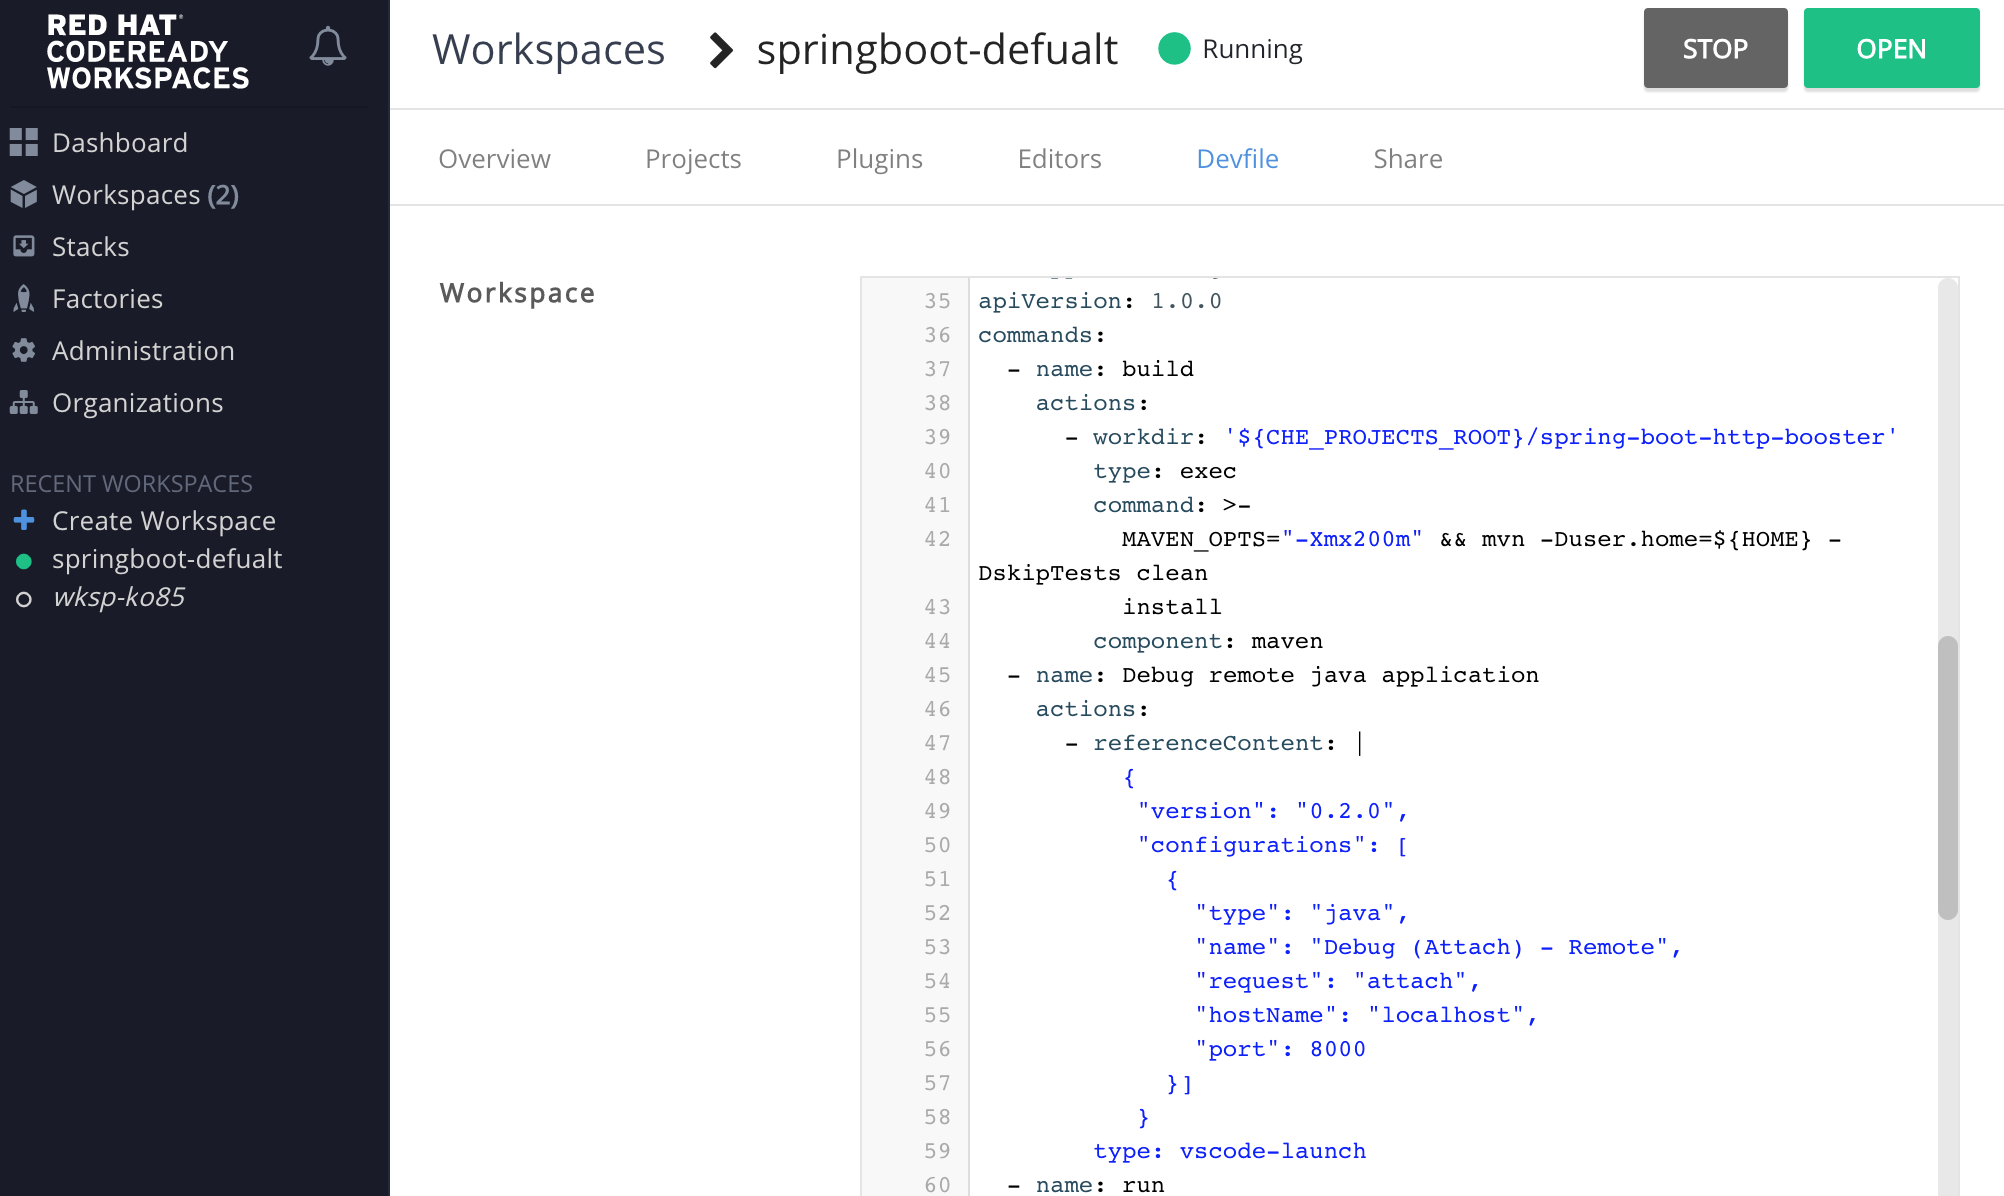 RED HAT®
CODEREADY
WORKSPACES
Dashboard
Workspaces (2)
Stacks
Factories
Administration
Organizations
RECENT WORKSPACES
Create Workspace
springboot-defualt
wksp-ko85
Workspaces > springboot-defualt Running STOP OPEN
Overview Projects Plugins Editors Devfile Share
Workspace
35 apiVersion: 1.0.0
36 commands:
37   - name: build
38     actions:
39       - workdir: '${CHE_PROJECTS_ROOT}/spring-boot-http-booster'
40         type: exec
41         command: >-
42           MAVEN_OPTS="-Xmx200m" && mvn -Duser.home=${HOME} -
DskipTests clean
43           install
44         component: maven
45   - name: Debug remote java application
46     actions:
47       - referenceContent: |
48           {
49            "version": "0.2.0",
50            "configurations": [
51              {
52                "type": "java",
53                "name": "Debug (Attach) - Remote",
54                "request": "attach",
55                "hostName": "localhost",
56                "port": 8000
57              }]
58            }
59         type: vscode-launch
60   - name: run